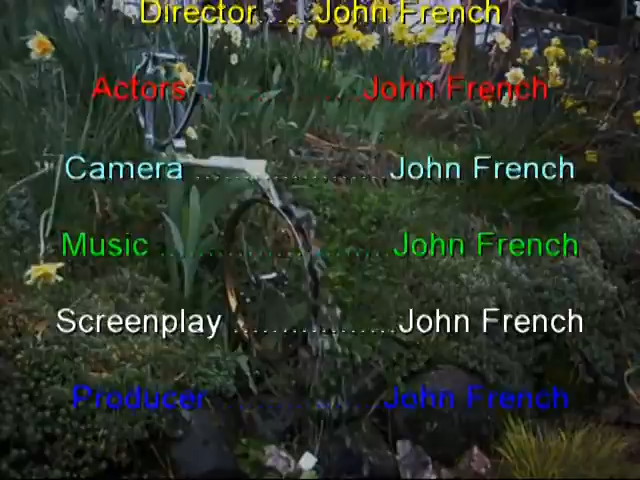 Director ...... John French
Actors .................. John French
Camera .................... John French
Music ........................ John French
Screenplay .................John French
Producer .................. John French